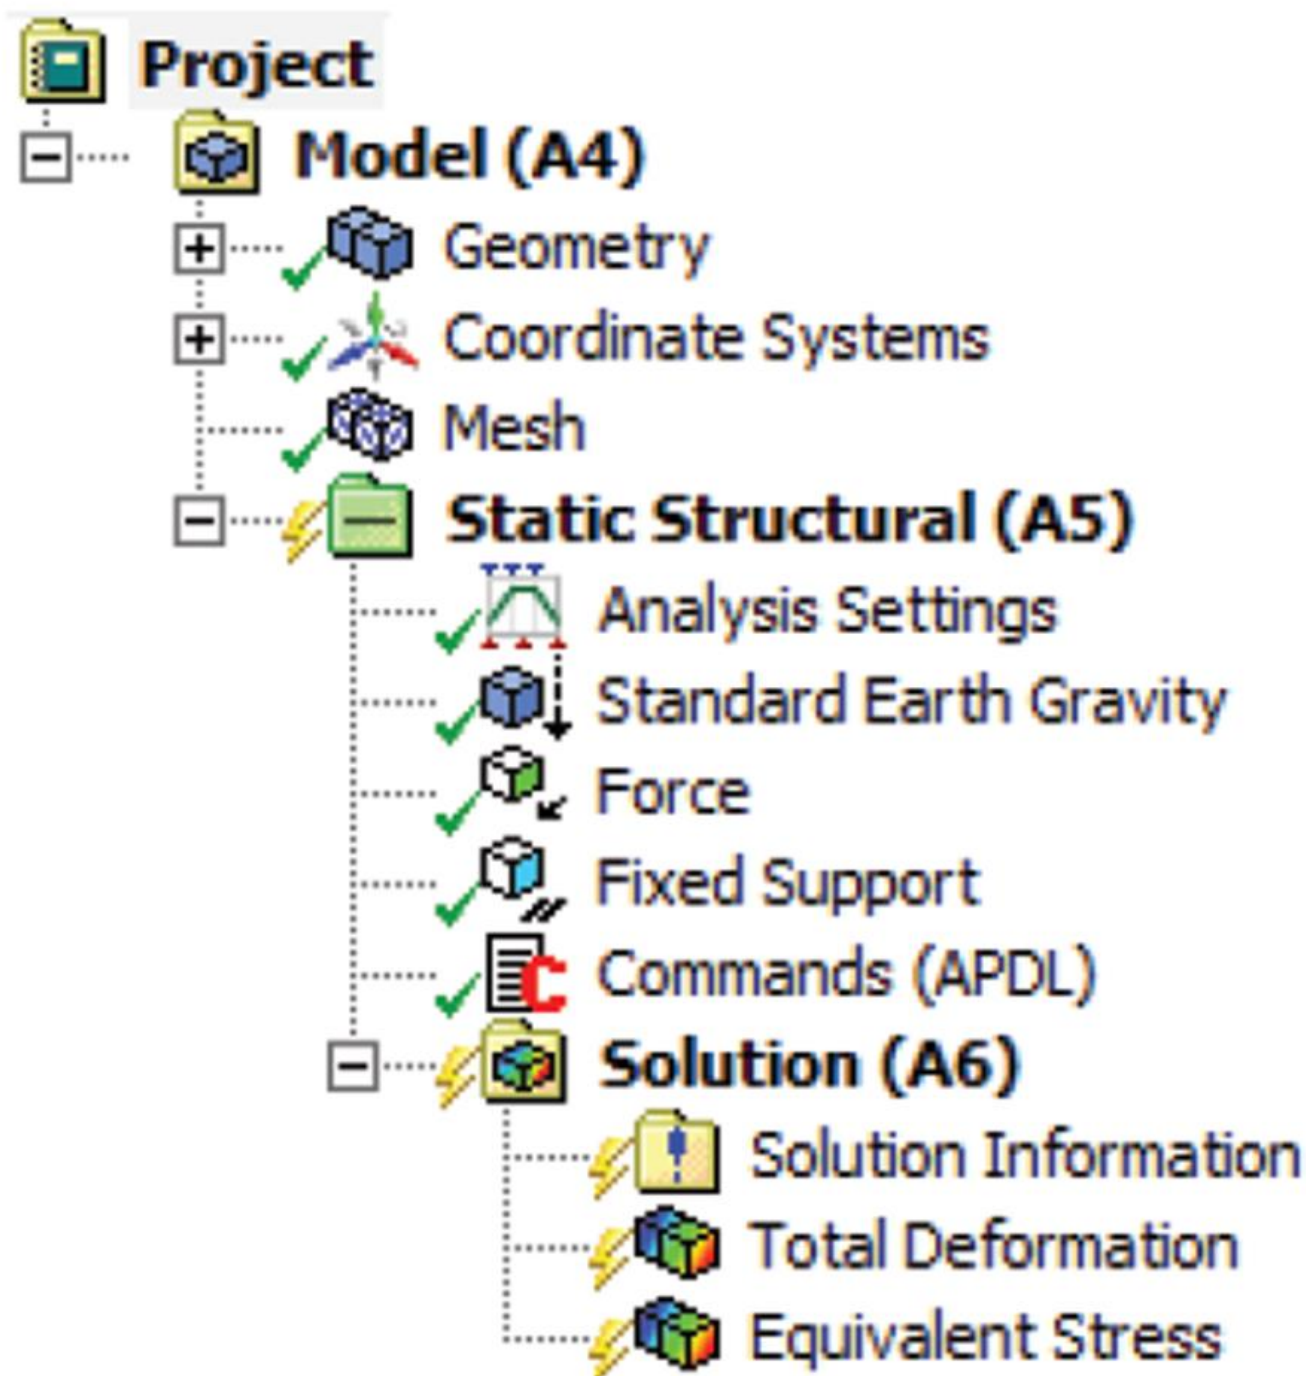 Project
Model (A4)
Geometry
Coordinate Systems
Mesh
Static Structural (A5)
Analysis Settings
Standard Earth Gravity
Force
Fixed Support
Commands (APDL)
Solution (A6)
Solution Information
Total Deformation
Equivalent Stress